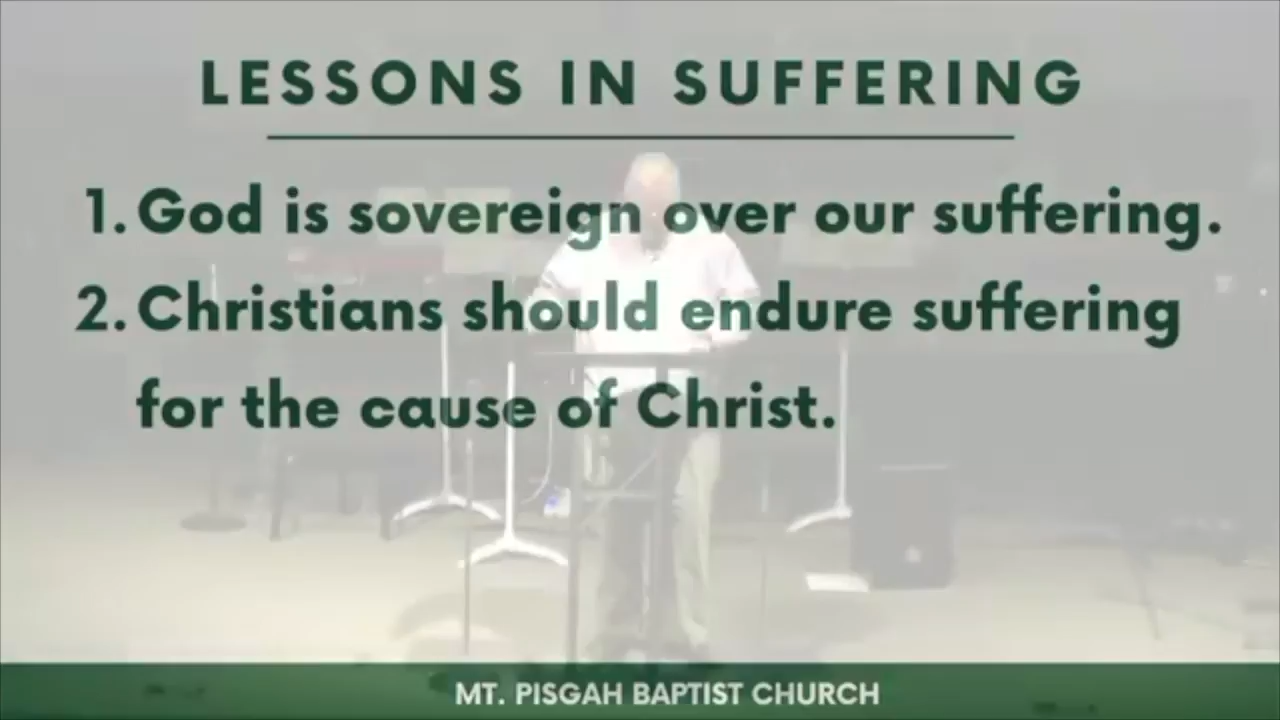 LESSONS IN SUFFERING
1. God is sovereign over our suffering.
2. Christians should endure suffering
for the cause of Christ.
MT. PISGAH BAPTIST CHURCH